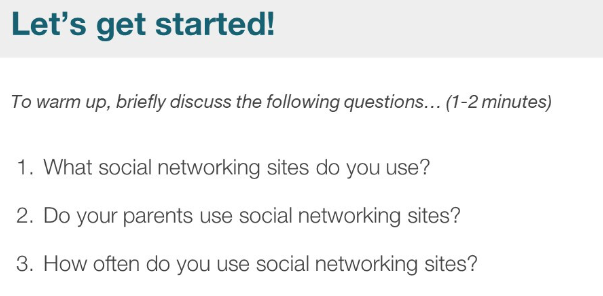 Let’s get started!
To warm up, briefly discuss the following questions… (1-2 minutes)
1. What social networking sites do you use?
2. Do your parents use social networking sites?
3. How often do you use social networking sites?